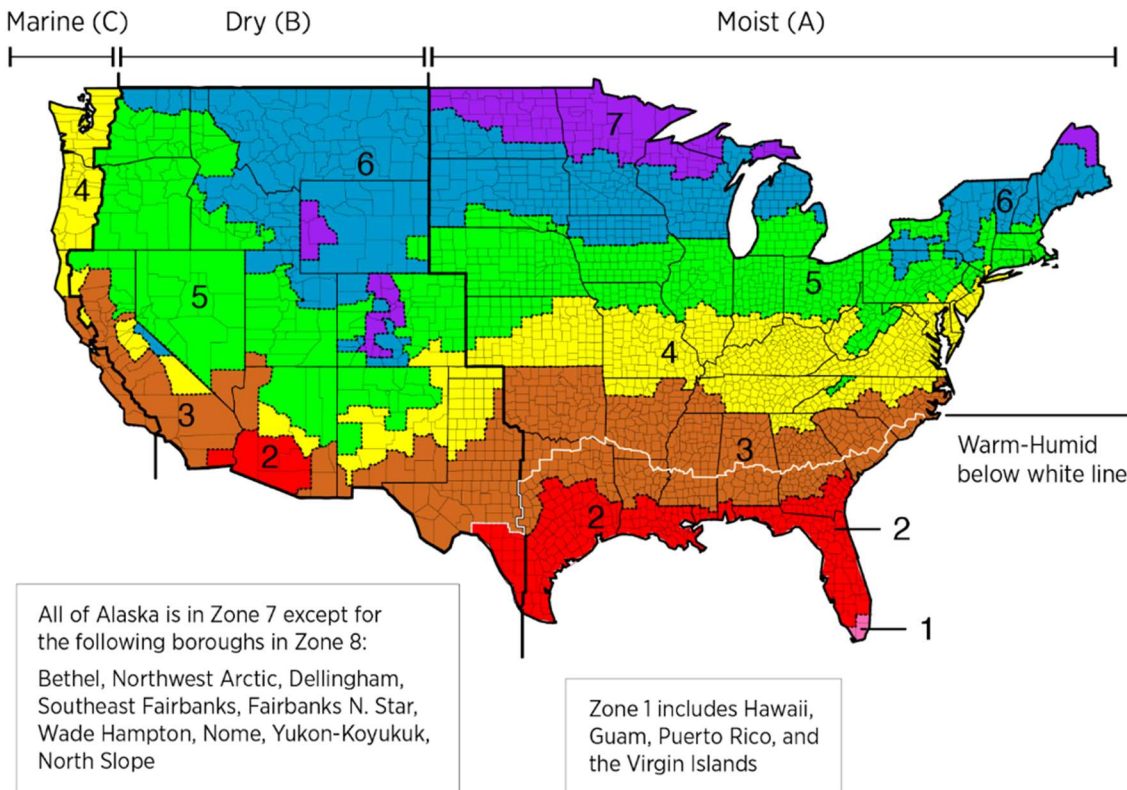 Marine (C)
Dry (B)
Moist (A)
7
6
4
6
5
5
4
3
3
Warm-Humid
below white line
2
2
2
1
All of Alaska is in Zone 7 except for
the following boroughs in Zone 8:
Bethel, Northwest Arctic, Dellingham,
Southeast Fairbanks, Fairbanks N. Star,
Wade Hampton, Nome, Yukon-Koyukuk,
North Slope
Zone 1 includes Hawaii,
Guam, Puerto Rico, and
the Virgin Islands